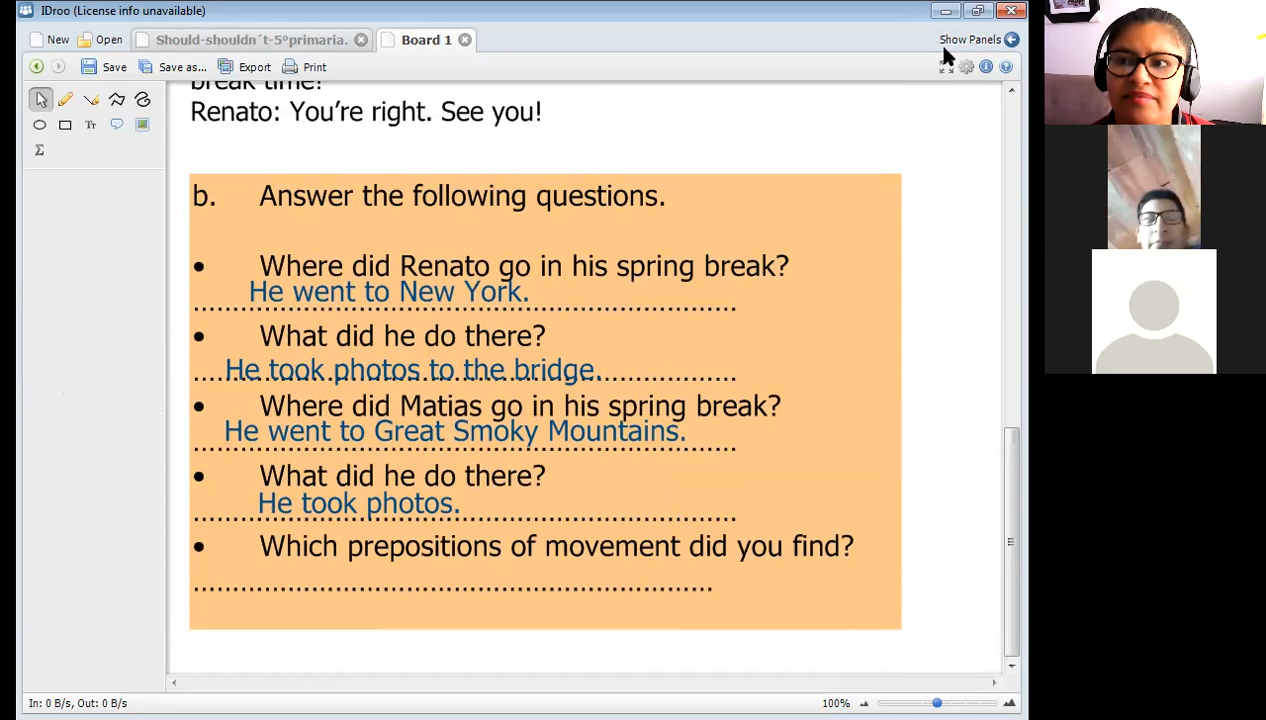 IDroo (License info unavailable)
New Open Should-shouldn´t-5°primaria. Board 1 Show Panels
Save Save as... Export Print
break time!
Renato: You're right. See you!
b. Answer the following questions.
• Where did Renato go in his spring break?
He went to New York.
• What did he do there?
He took photos to the bridge.
• Where did Matias go in his spring break?
He went to Great Smoky Mountains.
• What did he do there?
He took photos.
• Which prepositions of movement did you find?
In: 0 B/s, Out: 0 B/s 100%